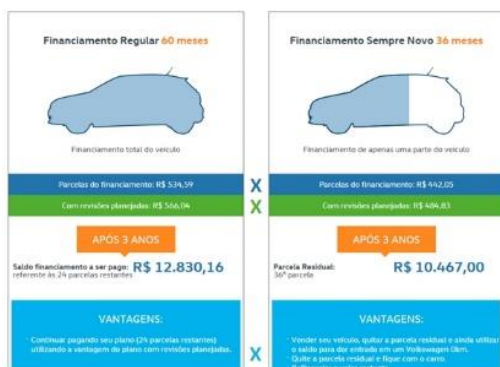 Financiamento Regular 60 meses
Financiamento total do veículo
Parcelas do financiamento: R$ 534,59
Com revisões planejadas: R$ 566,04
APÓS 3 ANOS
Saldo financiamento a ser pago: R$ 12.830,16
referente às 24 parcelas restantes
VANTAGENS:
· Continuar pagando seu plano (24 parcelas restantes)
utilizando a vantagem do plano com revisões planejadas.
X
X
X
Financiamento Sempre Novo 36 meses
Financiamento de apenas uma parte do veículo
Parcelas do financiamento: R$ 442,05
Com revisões planejadas: R$ 484,83
APÓS 3 ANOS
Parcela Residual: R$ 10.467,00
36ª parcela
VANTAGENS:
· Vender seu veículo, quitar a parcela residual e ainda utilizar
o saldo para dar entrada em um Volkswagen 0km.
· Quite a parcela residual e fique com o carro.